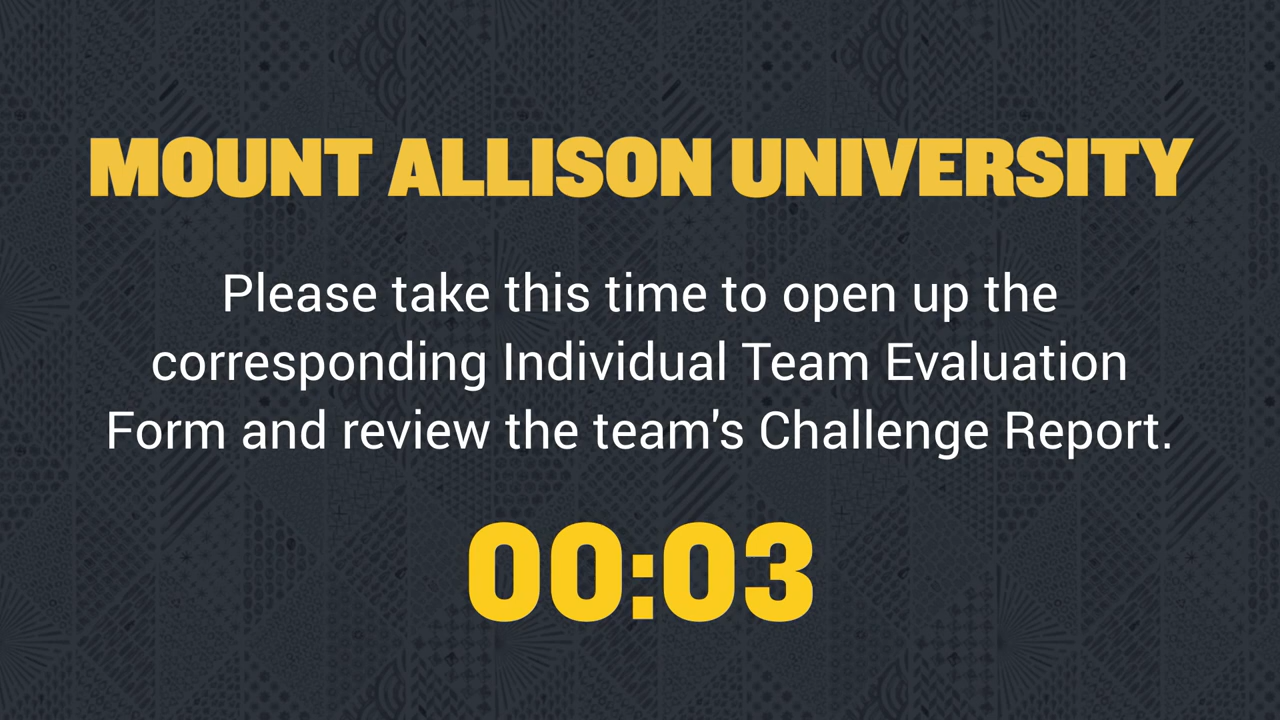 MOUNT ALLISON UNIVERSITY
Please take this time to open up the
corresponding Individual Team Evaluation
Form and review the team's Challenge Report.
00:03